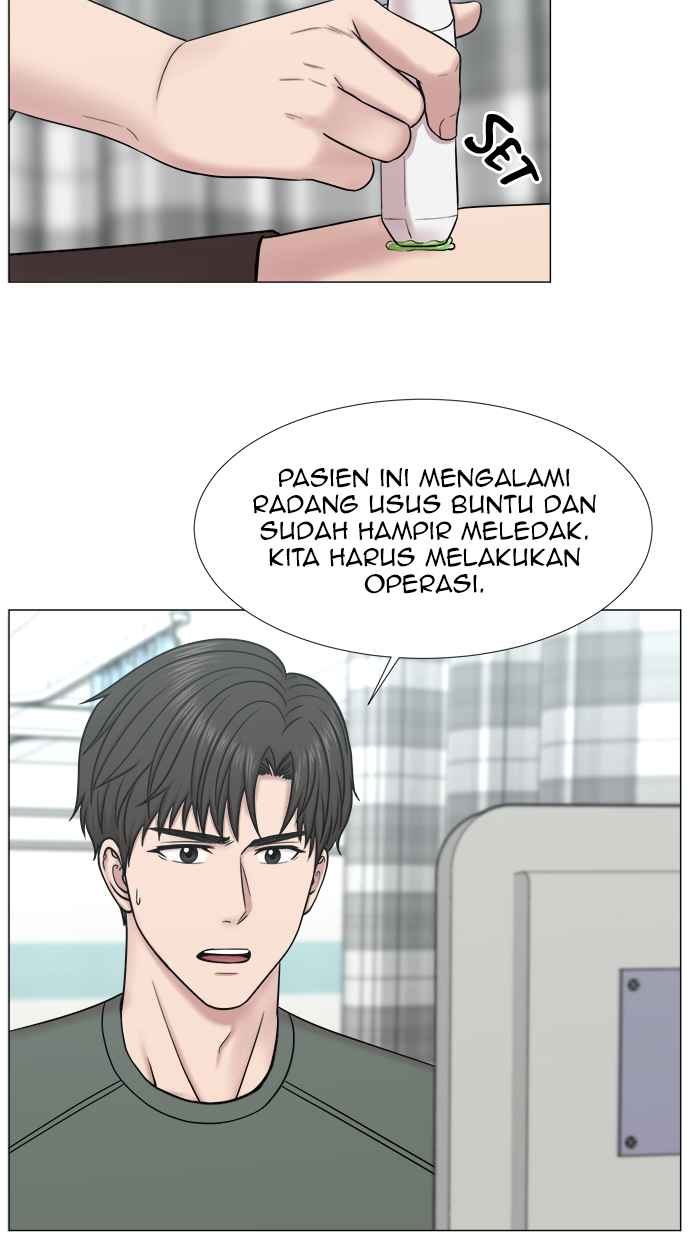 SET
PASIEN INI MENGALAMI
RADANG USUS BUNTU DAN
SUDAH HAMPIR MELEDAK.
KITA HARUS MELAKUKAN
OPERASI.